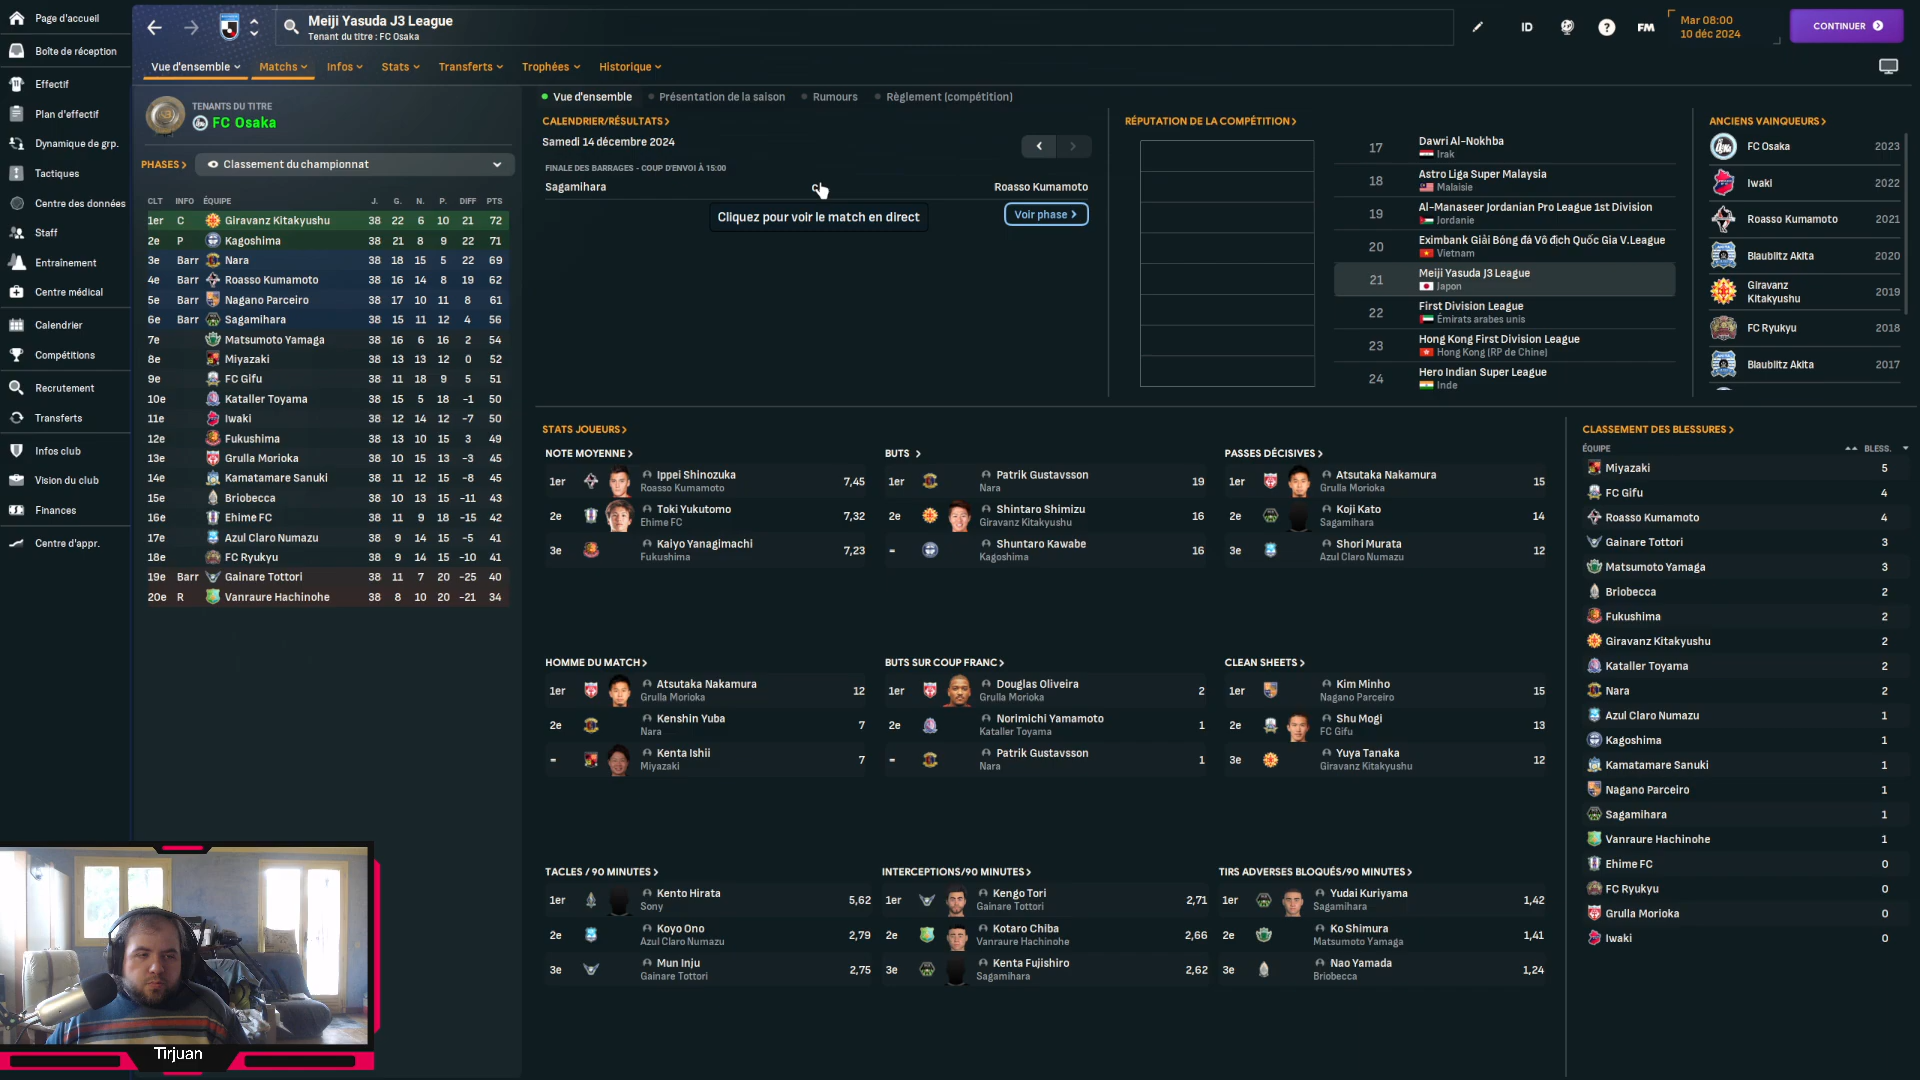 Page d'accueil
Boîte de réception
Effectif
Plan d'effectif
Dynamique de grp.
Tactiques
Centre des données
Staff
Entraînement
Centre médical
Calendrier
Compétitions
Recrutement
Transferts
Infos club
Vision du club
Finances
Centre d'appr.
Meiji Yasuda J3 League
Tenant du titre : FC Osaka
ID
FM
Mar 08:00
10 déc 2024
CONTINUER
Vue d'ensemble
Matchs
Infos
Stats
Transferts
Trophées
Historique
TENANTS DU TITRE
FC Osaka
PHASES
Classement du championnat
CLT INFO ÉQUIPE J. G. N. P. DIFF PTS
1er C Giravanz Kitakyushu 38 22 6 10 21 72
2e P Kagoshima 38 21 8 9 22 71
3e Barr Nara 38 18 15 5 22 69
4e Barr Roasso Kumamoto 38 16 14 8 19 62
5e Barr Nagano Parceiro 38 17 10 11 8 61
6e Barr Sagamihara 38 15 11 12 4 56
7e Matsumoto Yamaga 38 16 6 16 2 54
8e Miyazaki 38 13 13 12 0 52
9e FC Gifu 38 11 18 9 5 51
10e Kataller Toyama 38 15 5 18 -1 50
11e Iwaki 38 12 14 12 -7 50
12e Fukushima 38 13 10 15 3 49
13e Grulla Morioka 38 10 15 13 -3 45
14e Kamatamare Sanuki 38 11 12 15 -8 45
15e Briobecca 38 10 13 15 -11 43
16e Ehime FC 38 11 9 18 -15 42
17e Azul Claro Numazu 38 9 14 15 -5 41
18e FC Ryukyu 38 9 14 15 -10 41
19e Barr Gainare Tottori 38 11 7 20 -25 40
20e R Vanraure Hachinohe 38 8 10 20 -21 34
Vue d'ensemble
Présentation de la saison
Rumours
Règlement (compétition)
CALENDRIER/RÉSULTATS
Samedi 14 décembre 2024
FINALE DES BARRAGES - COUP D'ENVOI À 15:00
Sagamihara
Roasso Kumamoto
Cliquez pour voir le match en direct
Voir phase
RÉPUTATION DE LA COMPÉTITION
17 Dawri Al-Nokhba
Irak
18 Astro Liga Super Malaysia
Malaisie
19 Al-Manaseer Jordanian Pro League 1st Division
Jordanie
20 Eximbank Giải Bóng đá Vô địch Quốc Gia V.League
Vietnam
21 Meiji Yasuda J3 League
Japon
22 First Division League
Émirats arabes unis
23 Hong Kong First Division League
Hong Kong (RP de Chine)
24 Hero Indian Super League
Inde
ANCIENS VAINQUEURS
FC Osaka 2023
Iwaki 2022
Roasso Kumamoto 2021
Blaublitz Akita 2020
Giravanz
Kitakyushu 2019
FC Ryukyu 2018
Blaublitz Akita 2017
STATS JOUEURS
NOTE MOYENNE
1er Ippei Shinozuka 7,45
Roasso Kumamoto
2e Toki Yukutomo 7,32
Ehime FC
3e Kaiyo Yanagimachi 7,23
Fukushima
BUTS
1er Patrik Gustavsson 19
Nara
2e Shintaro Shimizu 16
Giravanz Kitakyushu
= Shuntaro Kawabe 16
Kagoshima
PASSES DÉCISIVES
1er Atsutaka Nakamura 15
Grulla Morioka
2e Koji Kato 14
Sagamihara
3e Shori Murata 12
Azul Claro Numazu
HOMME DU MATCH
1er Atsutaka Nakamura 12
Grulla Morioka
2e Kenshin Yuba 7
Nara
= Kenta Ishii 7
Miyazaki
BUTS SUR COUP FRANC
1er Douglas Oliveira 2
Grulla Morioka
2e Norimichi Yamamoto 1
Kataller Toyama
= Patrik Gustavsson 1
Nara
CLEAN SHEETS
1er Kim Minho 15
Nagano Parceiro
2e Shu Mogi 13
FC Gifu
3e Yuya Tanaka 12
Giravanz Kitakyushu
TACLES / 90 MINUTES
1er Kento Hirata 5,62
Sony
2e Koyo Ono 2,79
Azul Claro Numazu
3e Mun Inju 2,75
Gainare Tottori
INTERCEPTIONS/90 MINUTES
1er Kengo Tori 2,71
Gainare Tottori
2e Kotaro Chiba 2,66
Vanraure Hachinohe
3e Kenta Fujishiro 2,62
Sagamihara
TIRS ADVERSES BLOQUÉS/90 MINUTES
1er Yudai Kuriyama 1,42
Sagamihara
2e Ko Shimura 1,41
Matsumoto Yamaga
3e Nao Yamada 1,24
Briobecca
CLASSEMENT DES BLESSURES
ÉQUIPE BLESS.
Miyazaki 5
FC Gifu 4
Roasso Kumamoto 4
Gainare Tottori 3
Matsumoto Yamaga 3
Briobecca 2
Fukushima 2
Giravanz Kitakyushu 2
Kataller Toyama 2
Nara 2
Azul Claro Numazu 1
Kagoshima 1
Kamatamare Sanuki 1
Nagano Parceiro 1
Sagamihara 1
Vanraure Hachinohe 1
Ehime FC 0
FC Ryukyu 0
Grulla Morioka 0
Iwaki 0
Tirjuan